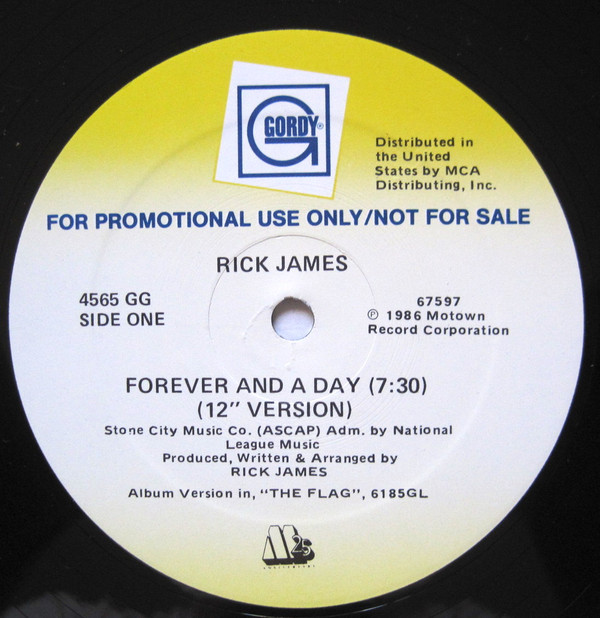 GORDY®
Distributed in
the United
States by MCA
Distributing, Inc.
FOR PROMOTIONAL USE ONLY/NOT FOR SALE
RICK JAMES
4565 GG
SIDE ONE
67597
℗ 1986 Motown
Record Corporation
FOREVER AND A DAY (7:30)
(12" VERSION)
Stone City Music Co. (ASCAP) Adm. by National
League Music
Produced, Written & Arranged by
RICK JAMES
Album Version in, "THE FLAG", 6185GL
M25